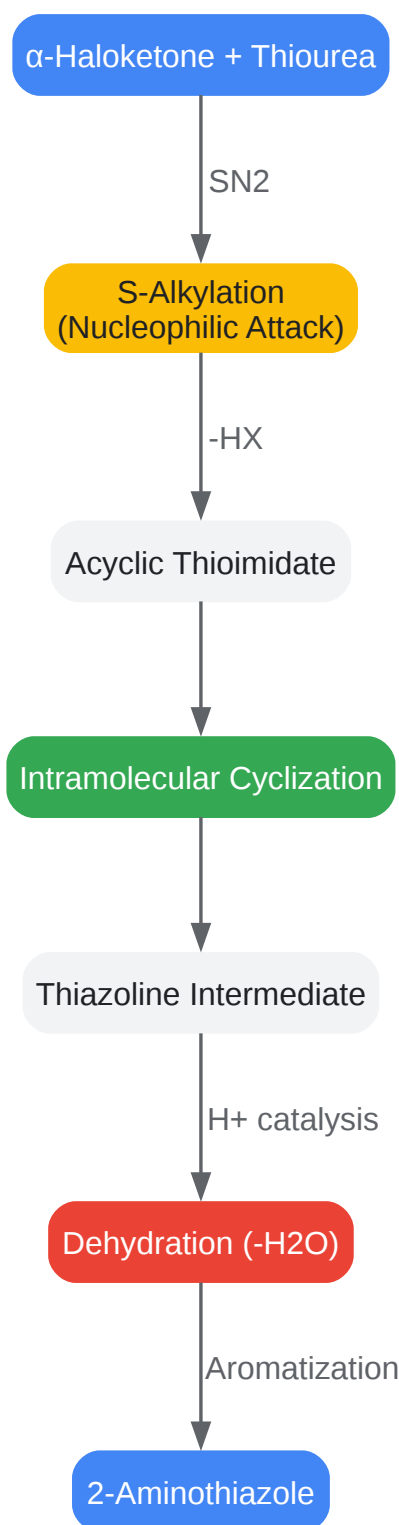 α-Haloketone + Thiourea
SN2
S-Alkylation
(Nucleophilic Attack)
-HX
Acyclic Thioimidate
Intramolecular Cyclization
Thiazoline Intermediate
H+ catalysis
Dehydration (-H2O)
Aromatization
2-Aminothiazole